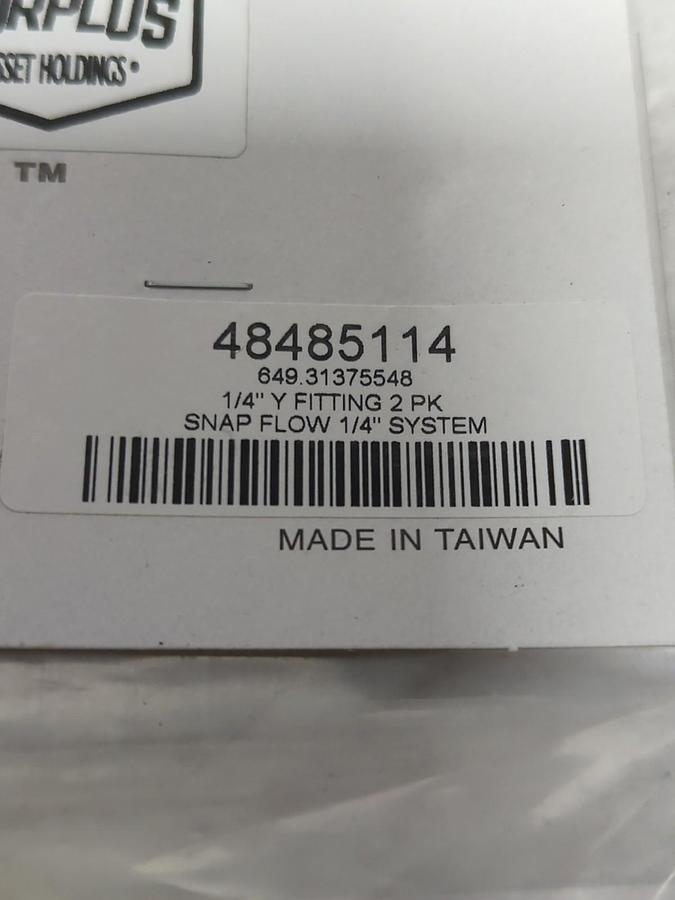 ASSET HOLDINGS
TM
48485114
649.31375548
1/4" Y FITTING 2 PK
SNAP FLOW 1/4" SYSTEM
MADE IN TAIWAN